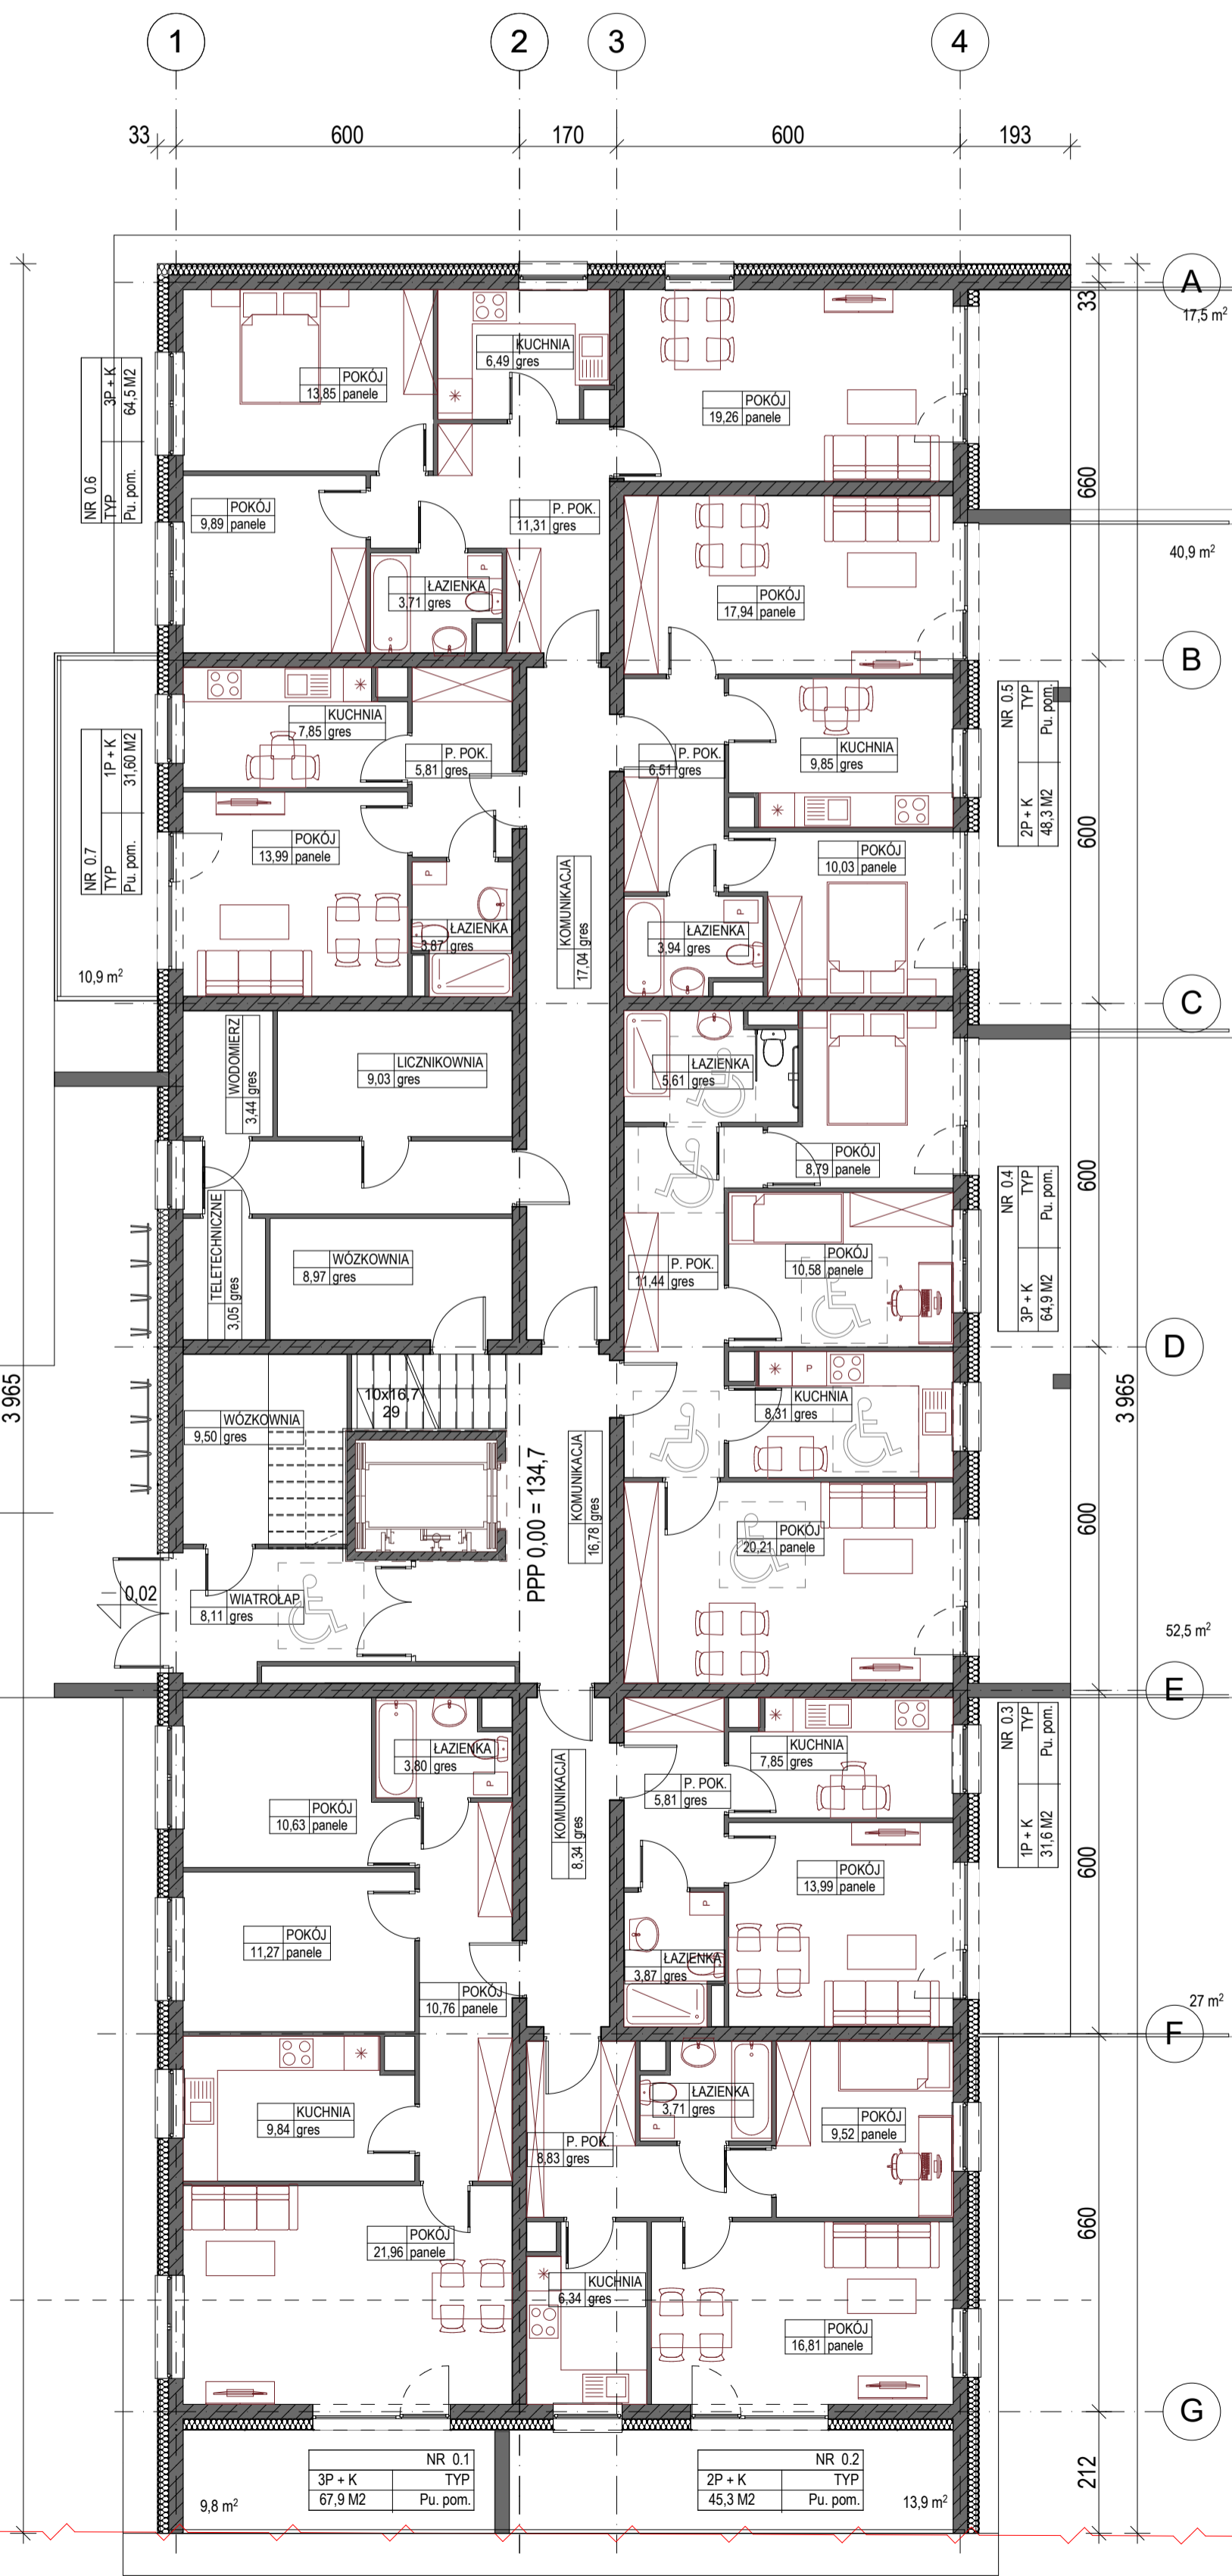 1
2
3
4
33
600
170
600
193
A
17,5 m²
33
POKÓJ
13,85 panele
KUCHNIA
6,49 gres
POKÓJ
19,26 panele
NR 0.6
TYP 3P + K
Pu. pom. 64,5 M2
POKÓJ
9,89 panele
P. POK.
11,31 gres
660
40,9 m²
ŁAZIENKA
3,71 gres
P
POKÓJ
17,94 panele
B
KUCHNIA
7,85 gres
P. POK.
5,81 gres
P. POK.
6,51 gres
KUCHNIA
9,85 gres
NR 0.5
2P + K TYP
48,3 M2 Pu. pom.
NR 0.7
TYP 1P + K
Pu. pom. 31,60 M2
POKÓJ
13,99 panele
600
POKÓJ
10,03 panele
P
ŁAZIENKA
3,87 gres
KOMUNIKACJA
17,04 gres
P
ŁAZIENKA
3,94 gres
10,9 m²
C
WODOMIERZ
3,44 gres
LICZNIKOWNIA
9,03 gres
ŁAZIENKA
5,61 gres
POKÓJ
8,79 panele
600
NR 0.4
3P + K TYP
64,9 M2 Pu. pom.
TELETECHNICZNE
3,05 gres
WÓZKOWNIA
8,97 gres
P. POK.
11,44 gres
POKÓJ
10,58 panele
D
3 965
3 965
10x16,7
29
WÓZKOWNIA
9,50 gres
P
KUCHNIA
8,31 gres
PPP 0,00 = 134,7
KOMUNIKACJA
16,78 gres
600
POKÓJ
20,21 panele
− 0,02
WIATROŁAP
8,11 gres
52,5 m²
E
ŁAZIENKA
3,80 gres
P
KUCHNIA
7,85 gres
NR 0.3
1P + K TYP
31,6 M2 Pu. pom.
KOMUNIKACJA
8,34 gres
P. POK.
5,81 gres
POKÓJ
10,63 panele
600
POKÓJ
13,99 panele
P
POKÓJ
11,27 panele
ŁAZIENKA
3,87 gres
POKÓJ
10,76 panele
27 m²
F
KUCHNIA
9,84 gres
ŁAZIENKA
3,71 gres
P
POKÓJ
9,52 panele
P. POK.
8,83 gres
660
POKÓJ
21,96 panele
KUCHNIA
6,34 gres
POKÓJ
16,81 panele
G
NR 0.1
3P + K TYP
67,9 M2 Pu. pom.
NR 0.2
2P + K TYP
45,3 M2 Pu. pom.
212
9,8 m²
13,9 m²